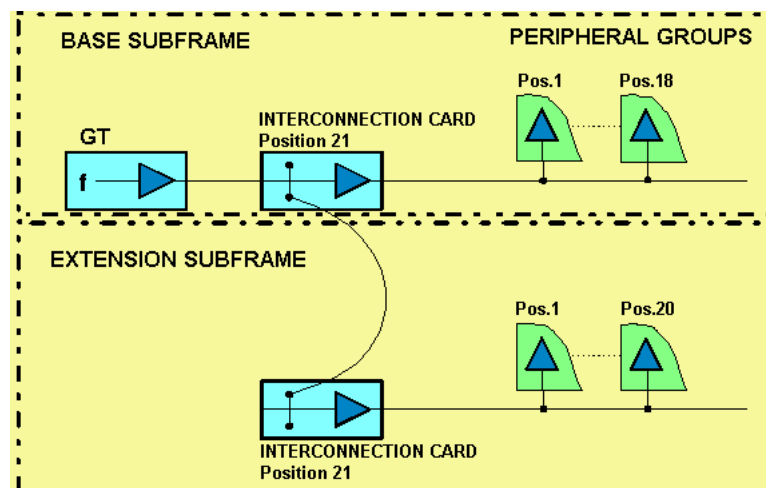 BASE SUBFRAME
PERIPHERAL GROUPS
Pos.1
Pos.18
INTERCONNECTION CARD
Position 21
GT
f
EXTENSION SUBFRAME
Pos.1
Pos.20
INTERCONNECTION CARD
Position 21